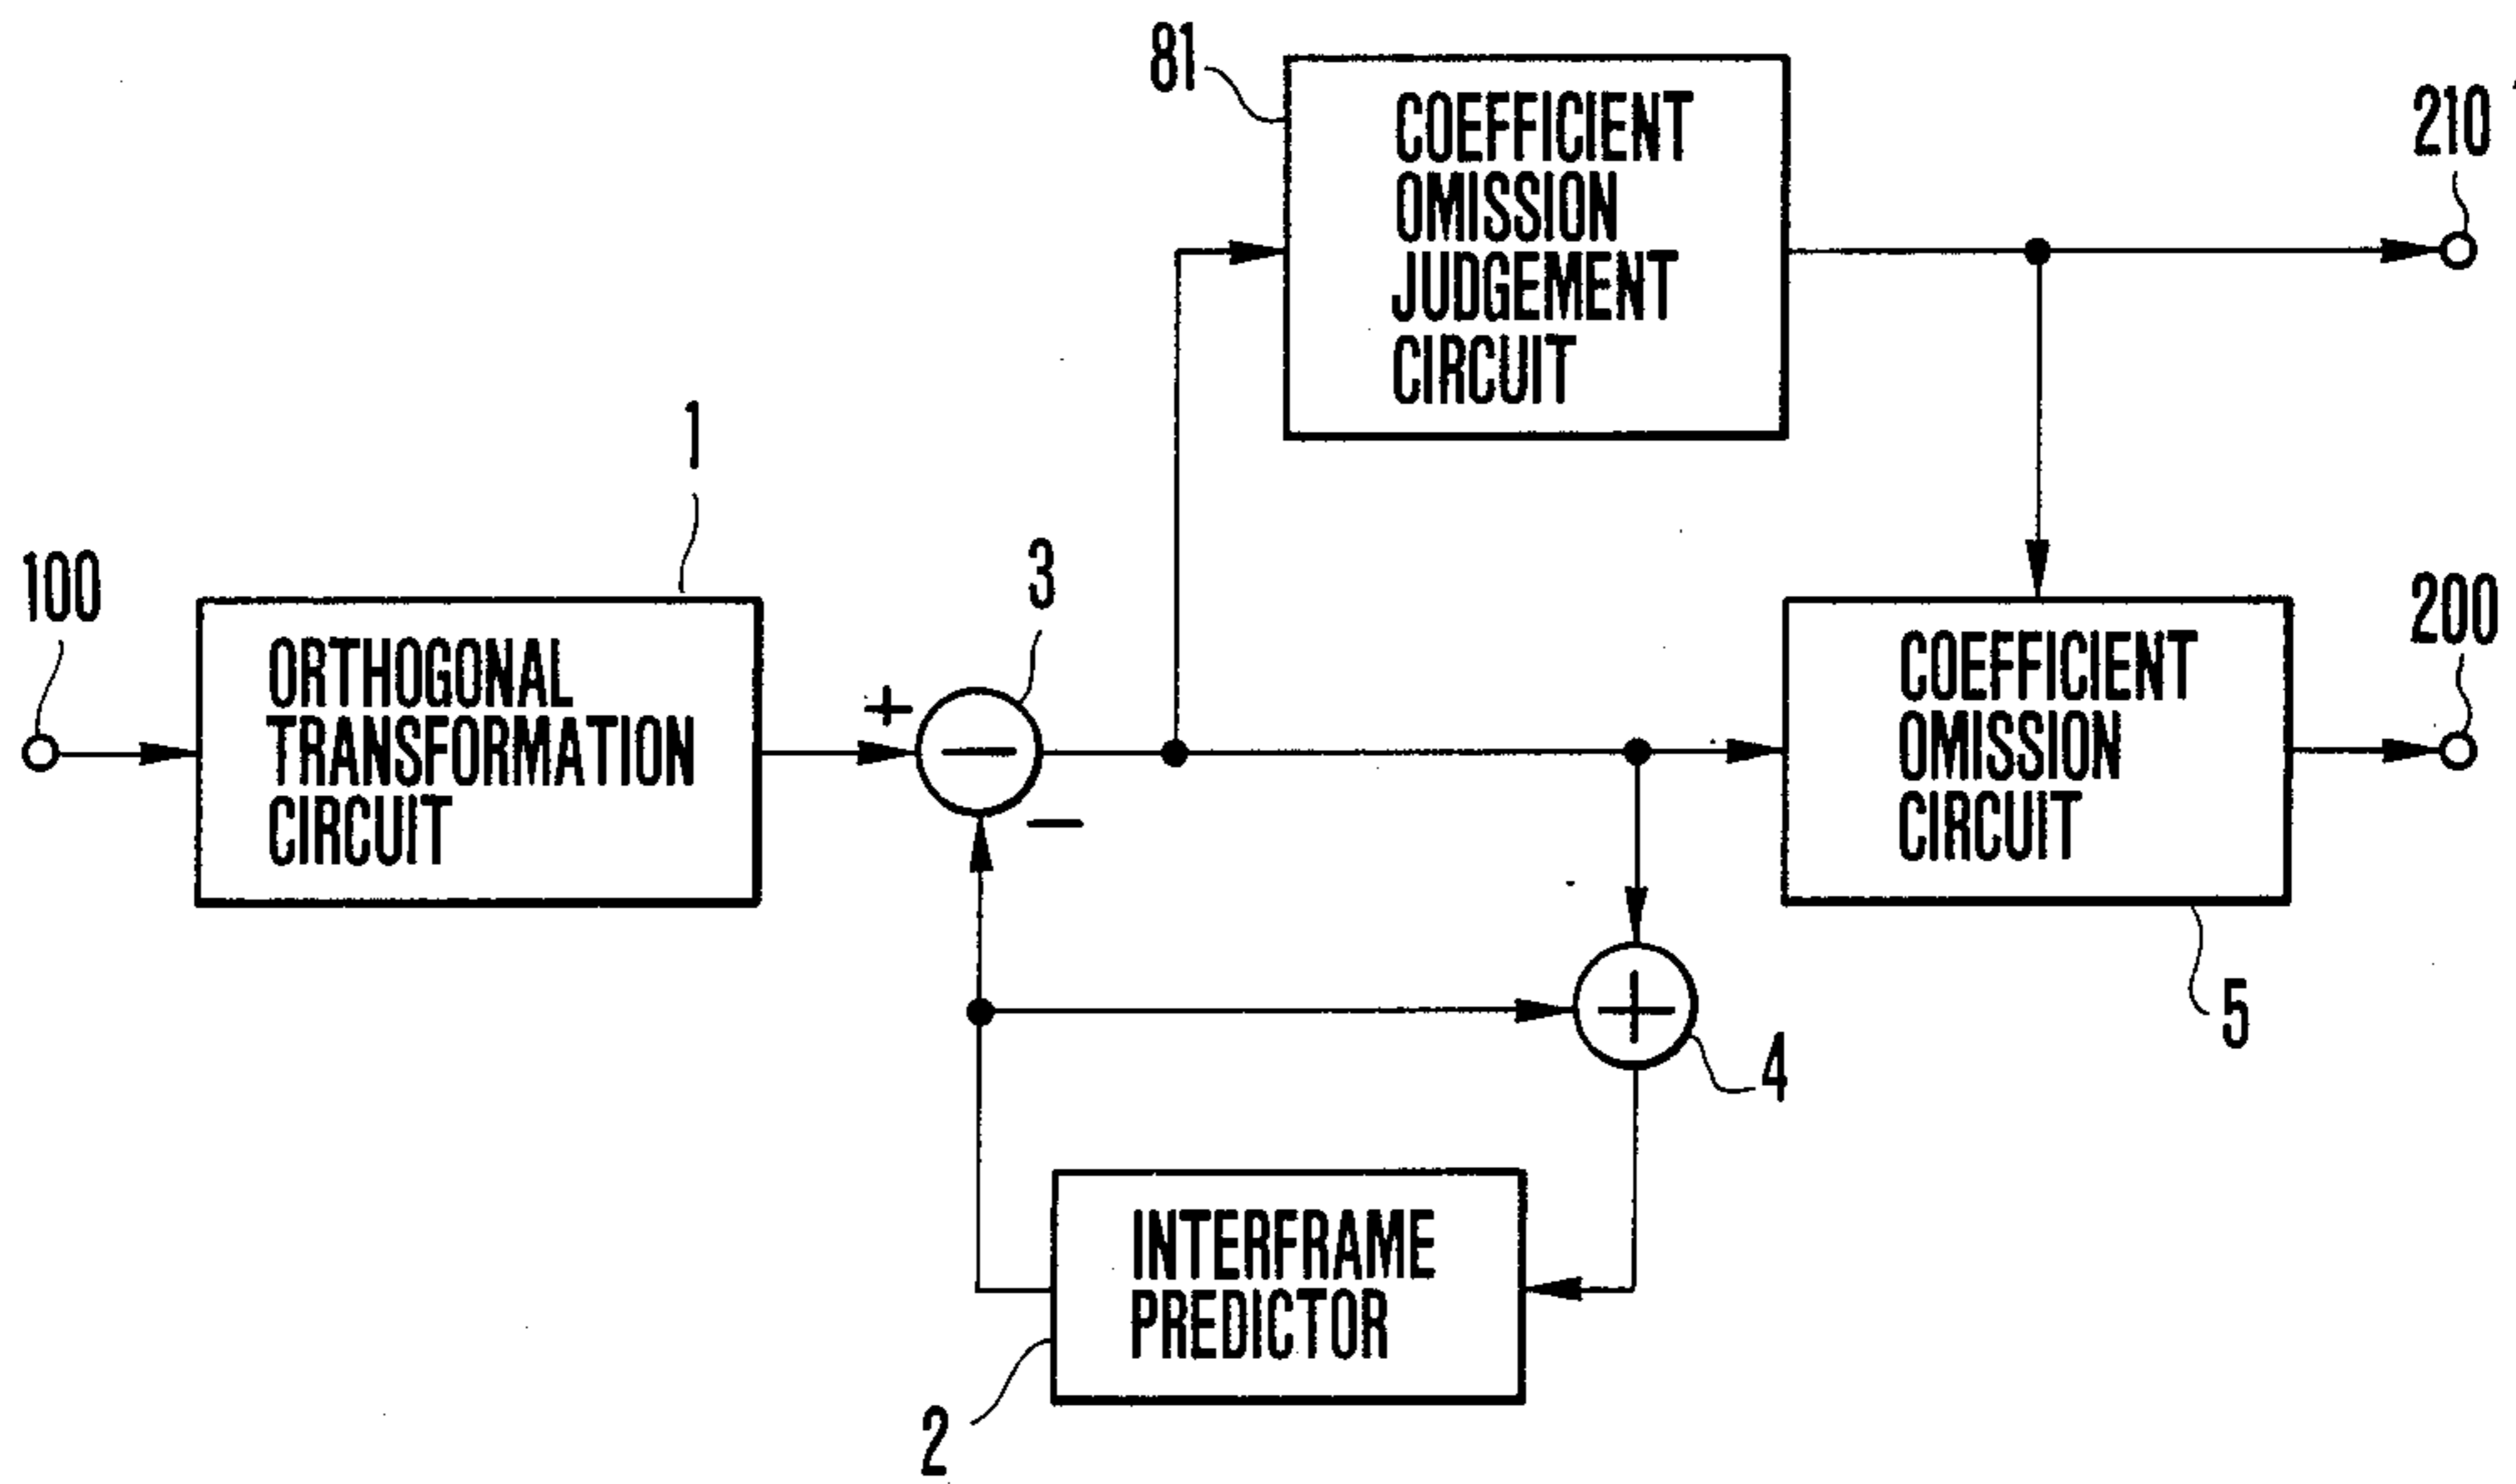 81
COEFFICIENT
OMISSION
JUDGEMENT
CIRCUIT
210
1
100
ORTHOGONAL
TRANSFORMATION
CIRCUIT
3
+
−
−
COEFFICIENT
OMISSION
CIRCUIT
200
5
+
4
INTERFRAME
PREDICTOR
2